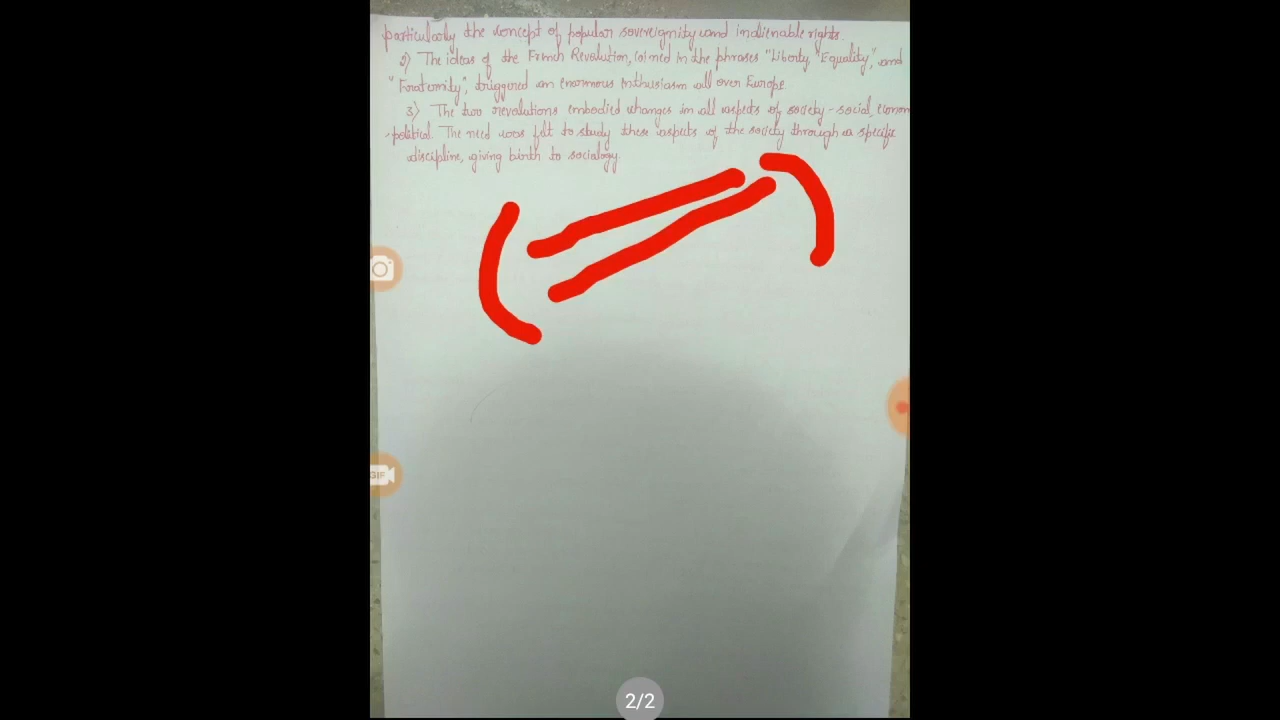 particularly the concept of popular sovereignity and inalienable rights.
2) The ideas of the French Revolution, coined in the phrases "Liberty, "Equality", and
"Fraternity", triggered an enormous enthusiasm all over Europe
3) The two revolutions embodied changes in all aspects of society - social, econom
-political. The need was felt to study these aspects of the society through a specific
discipline, giving birth to sociology.
GIF
2/2